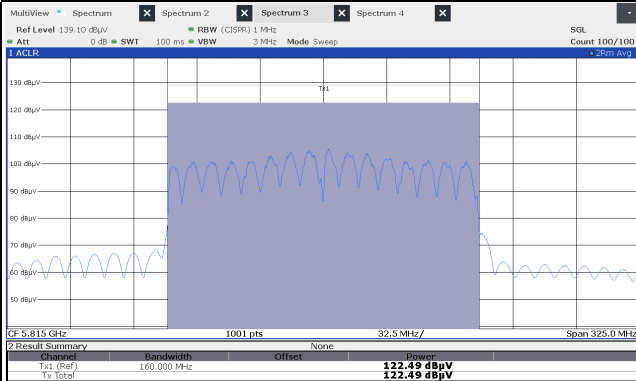 MultiView Spectrum Spectrum 2 Spectrum 3 Spectrum 4
Ref Level 139.10 dBµV RBW (CISPR) 1 MHz SGL
Att 0 dB SWT 100 ms VBW 3 MHz Mode Sweep Count 100/100
1 ACLR 2Rm Avg
130 dBµV
Tx1
120 dBµV
110 dBµV
100 dBµV
90 dBµV
80 dBµV
70 dBµV
60 dBµV
50 dBµV
CF 5.815 GHz 1001 pts 32.5 MHz/ Span 325.0 MHz
2 Result Summary None
Channel Bandwidth Offset Power
Tx1 (Ref) 160.000 MHz 122.49 dBµV
Tx Total 122.49 dBµV